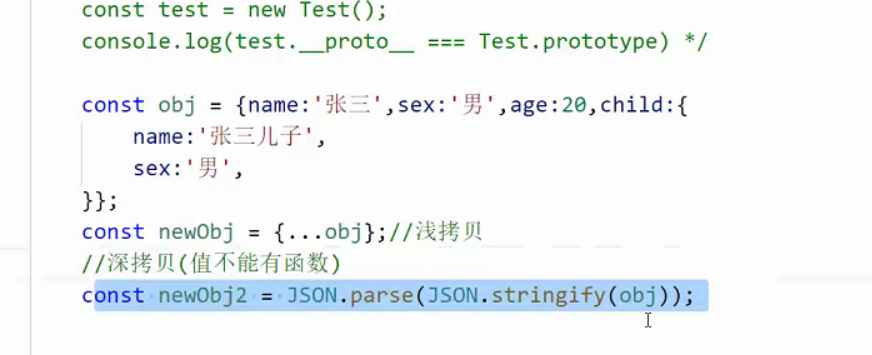 const test = new Test();
console.log(test.__proto__ === Test.prototype) */
const obj = {name:'张三',sex:'男',age:20,child:{
name:'张三儿子',
sex:'男',
}};
const newObj = {...obj};//浅拷贝
//深拷贝(值不能有函数)
const newObj2 = JSON.parse(JSON.stringify(obj));